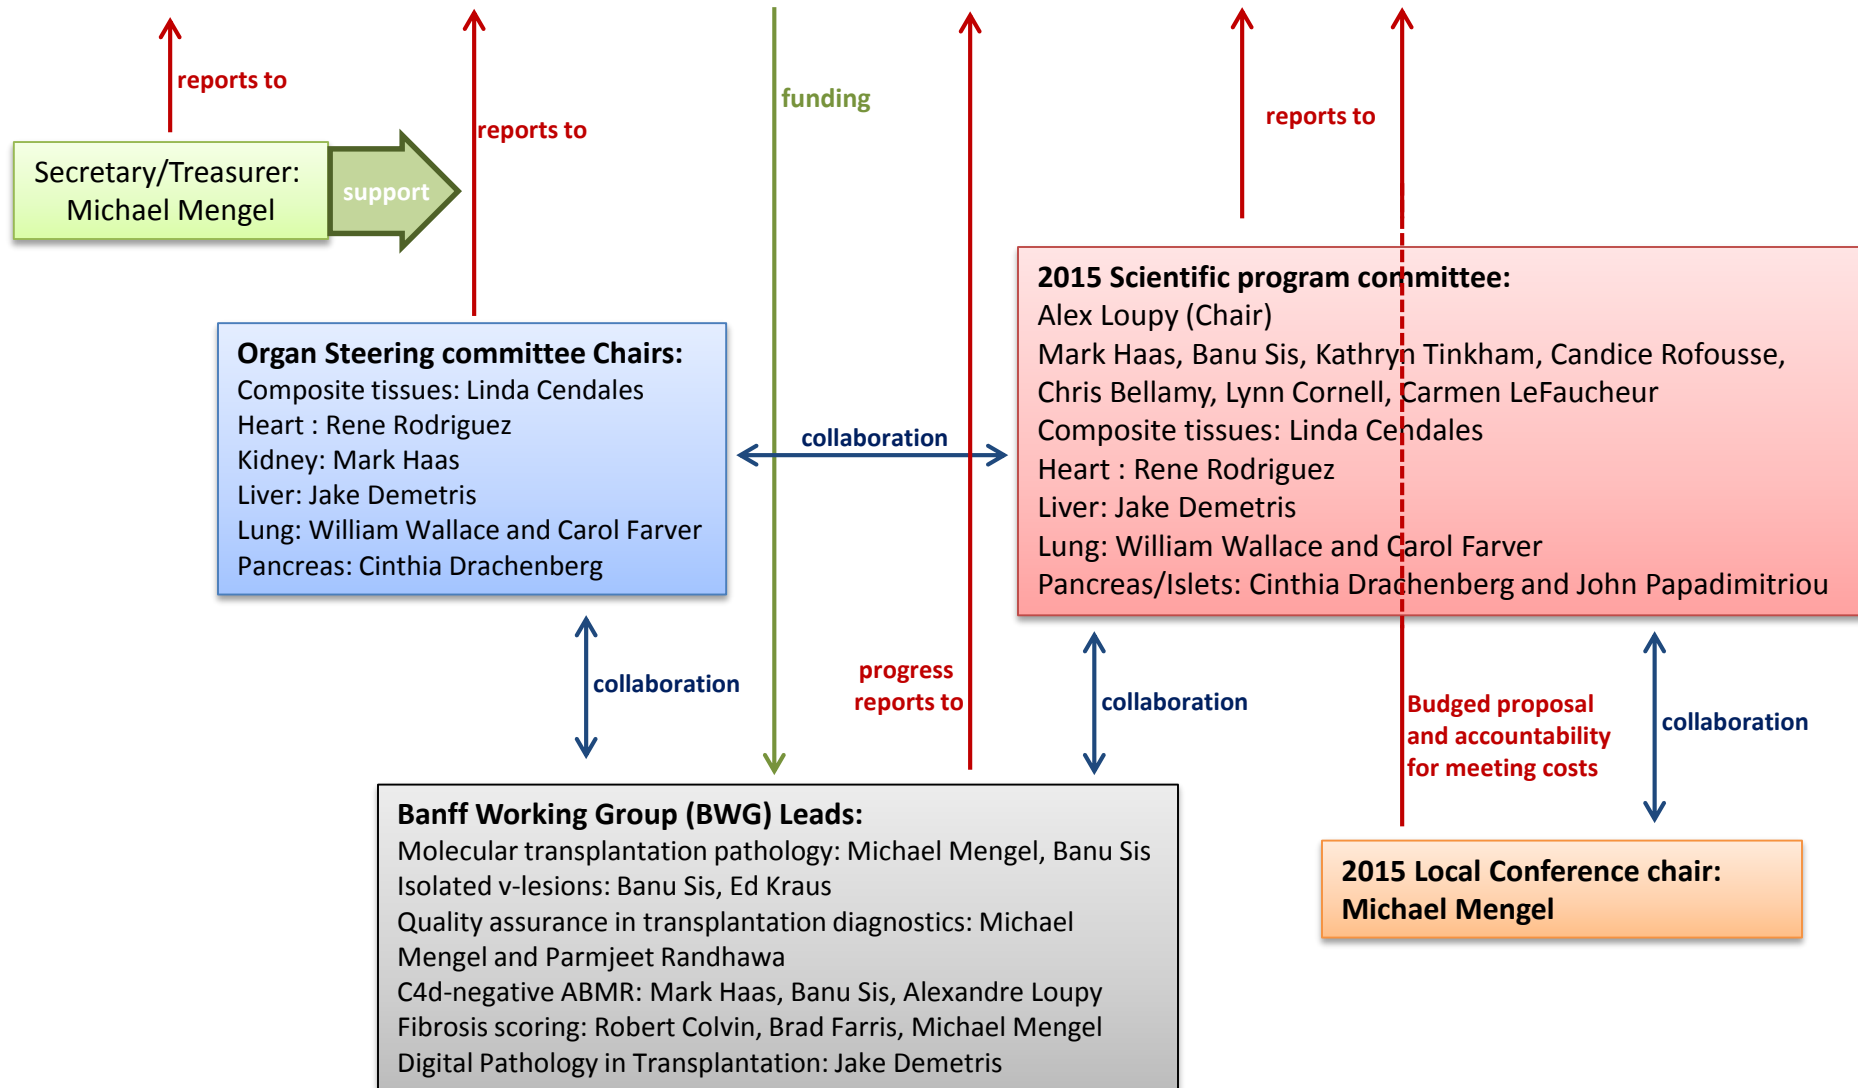 reports to
funding
reports to
reports to
Secretary/Treasurer:
Michael Mengel
support
2015 Scientific program committee:
Alex Loupy (Chair)
Mark Haas, Banu Sis, Kathryn Tinkham, Candice Rofousse,
Chris Bellamy, Lynn Cornell, Carmen LeFaucheur
Composite tissues: Linda Cendales
Heart : Rene Rodriguez
Liver: Jake Demetris
Lung: William Wallace and Carol Farver
Pancreas/Islets: Cinthia Drachenberg and John Papadimitriou
Organ Steering committee Chairs:
Composite tissues: Linda Cendales
Heart : Rene Rodriguez
Kidney: Mark Haas
Liver: Jake Demetris
Lung: William Wallace and Carol Farver
Pancreas: Cinthia Drachenberg
collaboration
collaboration
progress
reports to
collaboration
Budged proposal
and accountability
for meeting costs
collaboration
Banff Working Group (BWG) Leads:
Molecular transplantation pathology: Michael Mengel, Banu Sis
Isolated v-lesions: Banu Sis, Ed Kraus
Quality assurance in transplantation diagnostics: Michael
Mengel and Parmjeet Randhawa
C4d-negative ABMR: Mark Haas, Banu Sis, Alexandre Loupy
Fibrosis scoring: Robert Colvin, Brad Farris, Michael Mengel
Digital Pathology in Transplantation: Jake Demetris
2015 Local Conference chair:
Michael Mengel